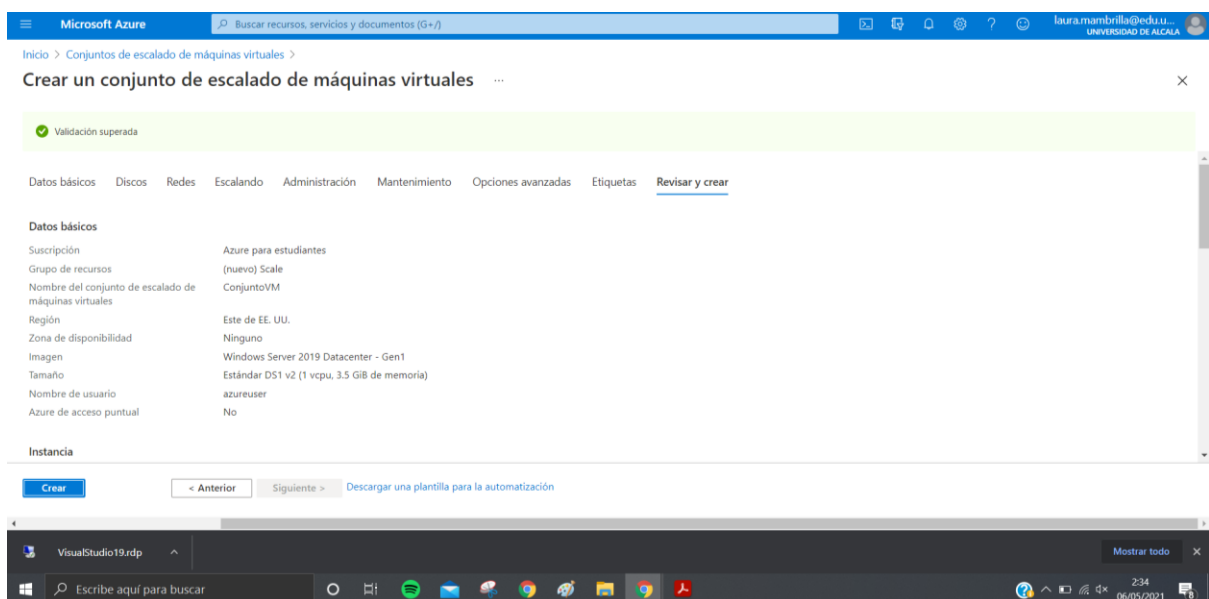 Microsoft Azure
Buscar recursos, servicios y documentos (G+/)
laura.mambrilla@edu.u...
UNIVERSIDAD DE ALCALA
Inicio > Conjuntos de escalado de máquinas virtuales >
Crear un conjunto de escalado de máquinas virtuales ...
Validación superada
Datos básicos Discos Redes Escalando Administración Mantenimiento Opciones avanzadas Etiquetas Revisar y crear
Datos básicos
Suscripción Azure para estudiantes
Grupo de recursos (nuevo) Scale
Nombre del conjunto de escalado de ConjuntoVM
máquinas virtuales
Región Este de EE. UU.
Zona de disponibilidad Ninguno
Imagen Windows Server 2019 Datacenter - Gen1
Tamaño Estándar DS1 v2 (1 vcpu, 3.5 GiB de memoria)
Nombre de usuario azureuser
Azure de acceso puntual No
Instancia
Crear < Anterior Siguiente > Descargar una plantilla para la automatización
VisualStudio19.rdp Mostrar todo
Escribe aquí para buscar
2:34
06/05/2021